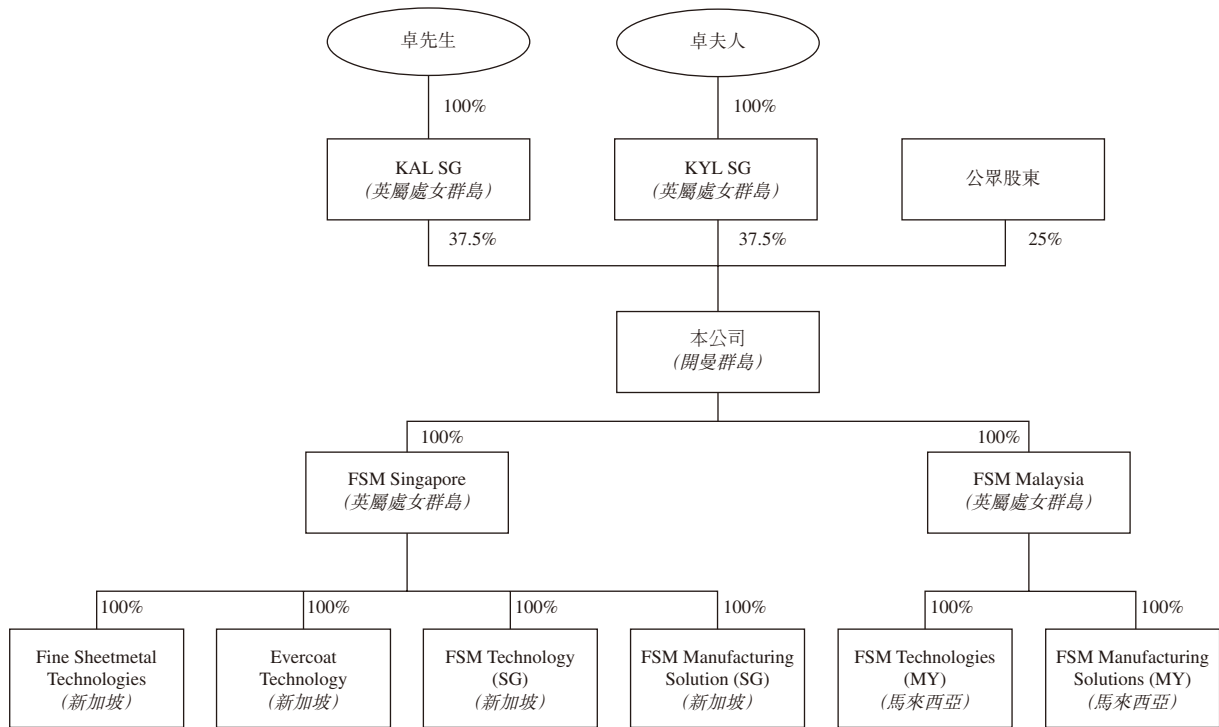 卓先生
卓夫人
100%
100%
KAL SG
(英屬處女群島)
KYL SG
(英屬處女群島)
公眾股東
37.5%
37.5%
25%
本公司
(開曼群島)
100%
100%
FSM Singapore
(英屬處女群島)
FSM Malaysia
(英屬處女群島)
100%
100%
100%
100%
100%
100%
Fine Sheetmetal
Technologies
(新加坡)
Evercoat
Technology
(新加坡)
FSM Technology
(SG)
(新加坡)
FSM Manufacturing
Solution (SG)
(新加坡)
FSM Technologies
(MY)
(馬來西亞)
FSM Manufacturing
Solutions (MY)
(馬來西亞)